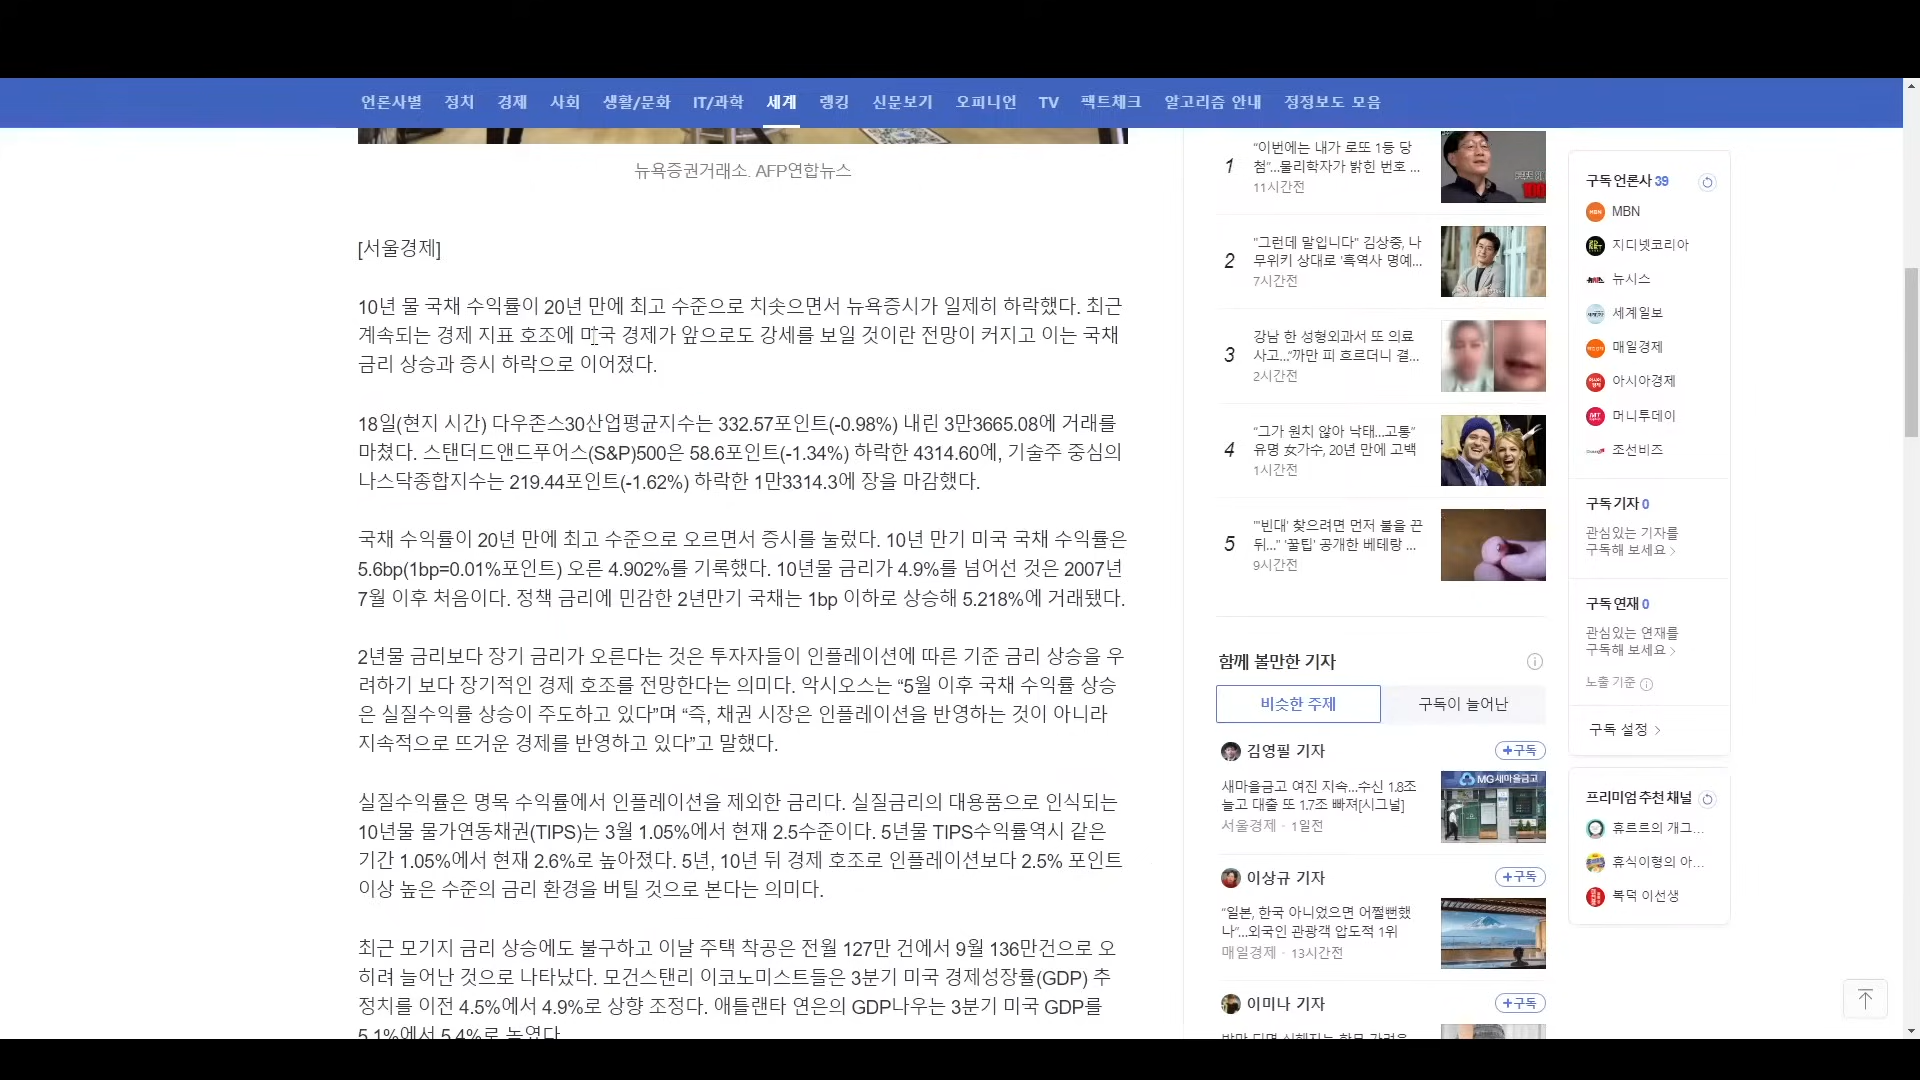 언론사별 정치 경제 사회 생활/문화 IT/과학 세계 랭킹 신문보기 오피니언 TV 팩트체크 알고리즘 안내 정정보도 모음
뉴욕증권거래소. AFP연합뉴스
[서울경제]
10년 물 국채 수익률이 20년 만에 최고 수준으로 치솟으면서 뉴욕증시가 일제히 하락했다. 최근
계속되는 경제 지표 호조에 미국 경제가 앞으로도 강세를 보일 것이란 전망이 커지고 이는 국채
금리 상승과 증시 하락으로 이어졌다.
18일(현지 시간) 다우존스30산업평균지수는 332.57포인트(-0.98%) 내린 3만3665.08에 거래를
마쳤다. 스탠더드앤드푸어스(S&P)500은 58.6포인트(-1.34%) 하락한 4314.60에, 기술주 중심의
나스닥종합지수는 219.44포인트(-1.62%) 하락한 1만3314.3에 장을 마감했다.
국채 수익률이 20년 만에 최고 수준으로 오르면서 증시를 눌렀다. 10년 만기 미국 국채 수익률은
5.6bp(1bp=0.01%포인트) 오른 4.902%를 기록했다. 10년물 금리가 4.9%를 넘어선 것은 2007년
7월 이후 처음이다. 정책 금리에 민감한 2년만기 국채는 1bp 이하로 상승해 5.218%에 거래됐다.
2년물 금리보다 장기 금리가 오른다는 것은 투자자들이 인플레이션에 따른 기준 금리 상승을 우
려하기 보다 장기적인 경제 호조를 전망한다는 의미다. 악시오스는 “5월 이후 국채 수익률 상승
은 실질수익률 상승이 주도하고 있다”며 “즉, 채권 시장은 인플레이션을 반영하는 것이 아니라
지속적으로 뜨거운 경제를 반영하고 있다”고 말했다.
실질수익률은 명목 수익률에서 인플레이션을 제외한 금리다. 실질금리의 대용품으로 인식되는
10년물 물가연동채권(TIPS)는 3월 1.05%에서 현재 2.5수준이다. 5년물 TIPS수익률역시 같은
기간 1.05%에서 현재 2.6%로 높아졌다. 5년, 10년 뒤 경제 호조로 인플레이션보다 2.5% 포인트
이상 높은 수준의 금리 환경을 버틸 것으로 본다는 의미다.
최근 모기지 금리 상승에도 불구하고 이날 주택 착공은 전월 127만 건에서 9월 136만건으로 오
히려 늘어난 것으로 나타났다. 모건스탠리 이코노미스트들은 3분기 미국 경제성장률(GDP) 추
정치를 이전 4.5%에서 4.9%로 상향 조정다. 애틀랜타 연은의 GDP나우는 3분기 미국 GDP를
5.1%에서 5.4%로 높였다
1
“이번에는 내가 로또 1등 당
첨”…물리학자가 밝힌 번호 ...
11시간전
2
"그런데 말입니다" 김상중, 나
무위키 상대로 '흑역사 명예...
7시간전
3
강남 한 성형외과서 또 의료
사고…“까만 피 흐르더니 결...
2시간전
4
“그가 원치 않아 낙태…고통”
유명 女가수, 20년 만에 고백
1시간전
5
"'빈대' 찾으려면 먼저 불을 끈
뒤…" '꿀팁' 공개한 베테랑 ...
9시간전
함께 볼만한 기자
비슷한 주제 구독이 늘어난
김영필 기자 +구독
새마을금고 여진 지속…수신 1.8조
늘고 대출 또 1.7조 빠져[시그널]
서울경제 · 1일전
MG새마을금고
이상규 기자 +구독
“일본, 한국 아니었으면 어쩔뻔했
나”…외국인 관광객 압도적 1위
매일경제 · 13시간전
이미나 기자 +구독
구독 언론사 39
MBN
지디넷코리아
뉴시스
세계일보
매일경제
아시아경제
머니투데이
조선비즈
구독 기자 0
관심있는 기자를
구독해 보세요 >
구독 연재 0
관심있는 연재를
구독해 보세요 >
노출 기준
구독 설정 >
프리미엄 추천 채널
휴르르의 개그...
휴식이형의 아...
복덕 이선생